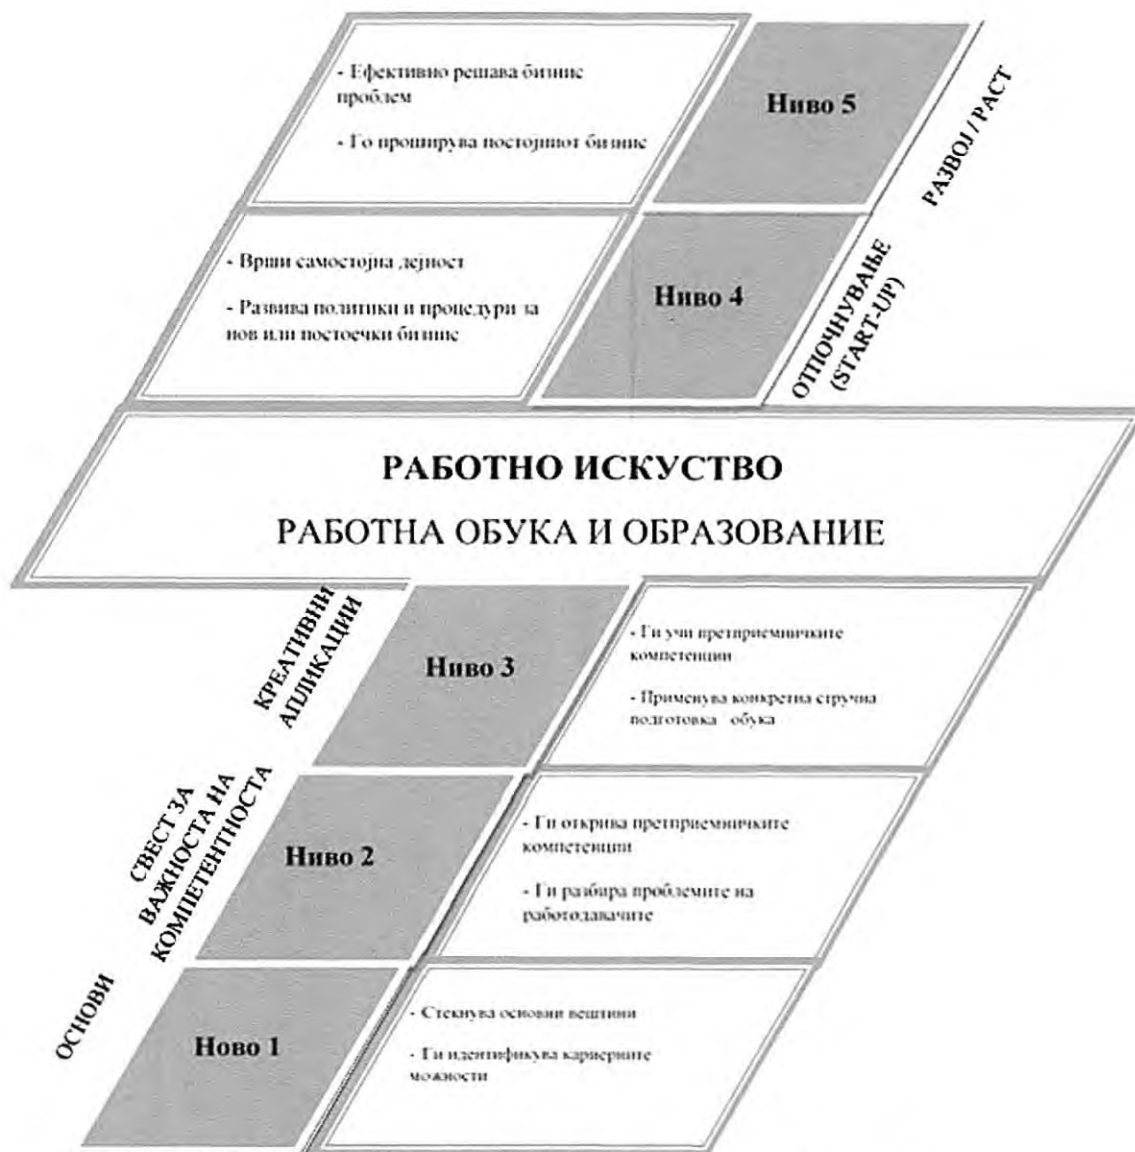 - Ефективно решава бизнис
проблем
- Го проширува постојниот бизнис
Ниво 5
РАЗВОЈ / РАСТ
- Врши самостојна дејност
- Развива политики и процедури за
нов или постоечки бизнис
Ниво 4
ОТПОЧНУВАЊЕ
(START-UP)
РАБОТНО ИСКУСТВО
РАБОТНА ОБУКА И ОБРАЗОВАНИЕ
КРЕАТИВНИ
АПЛИКАЦИИ
Ниво 3
- Ги учи претприемничките
компетенции
- Применува конкретна стручна
подготовка обука
СВЕСТ ЗА
ВАЖНОСТА НА
КОМПЕТЕНТНОСТА
Ниво 2
- Ги открива претприемничките
компетенции
- Ги разбира проблемите на
работодавачите
ОСНОВИ
Ново 1
- Стекнува основни вештини
- Ги идентификува кариерните
можности